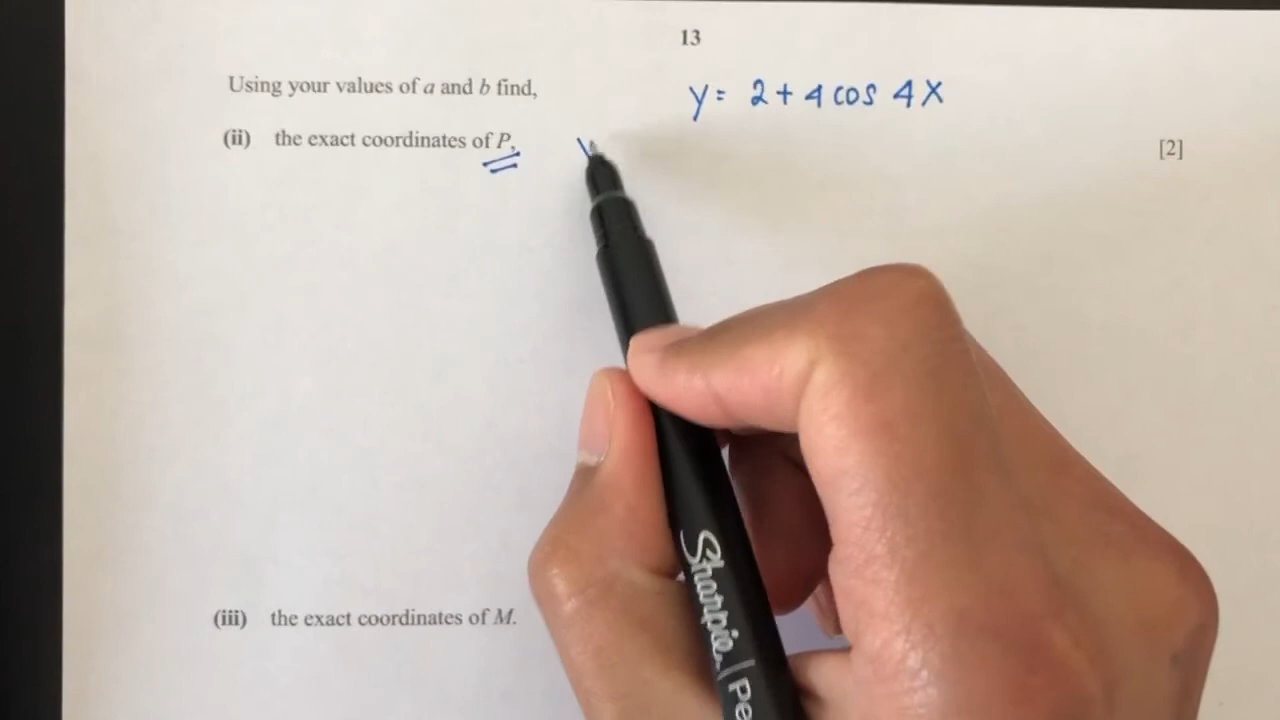 13
Using your values of a and b find,
y = 2 + 4 cos 4x
(ii) the exact coordinates of P,
[2]
(iii) the exact coordinates of M.
Sharpie
Pe